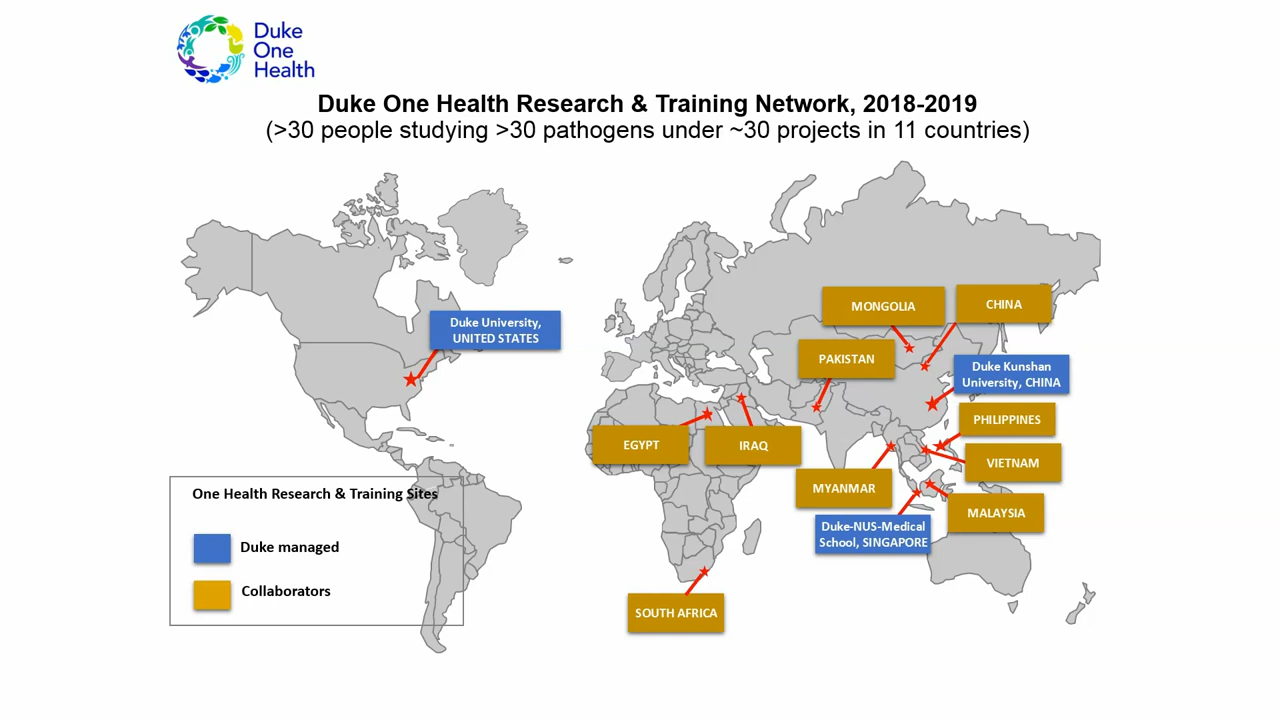 Duke
One
Health
Duke One Health Research & Training Network, 2018-2019
(>30 people studying >30 pathogens under ~30 projects in 11 countries)
MONGOLIA
CHINA
Duke University,
UNITED STATES
PAKISTAN
Duke Kunshan
University, CHINA
PHILIPPINES
EGYPT
IRAQ
VIETNAM
MYANMAR
MALAYSIA
Duke-NUS-Medical
School, SINGAPORE
SOUTH AFRICA
One Health Research & Training Sites
Duke managed
Collaborators